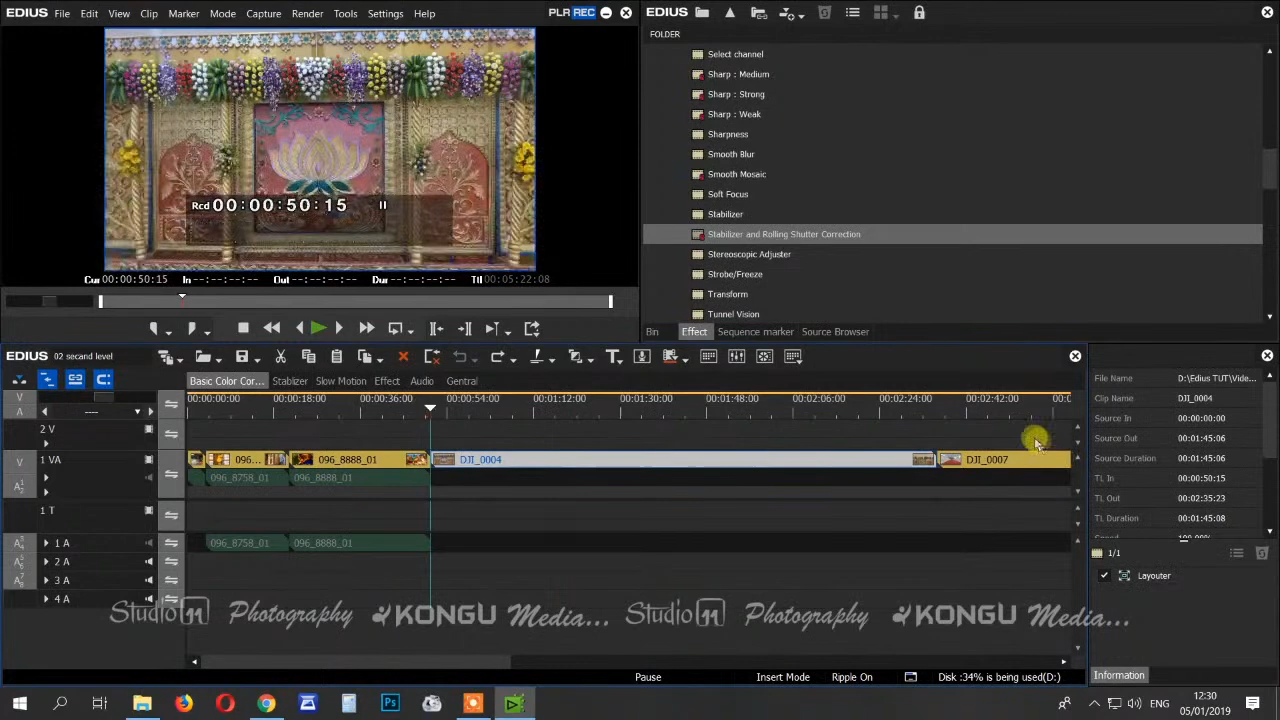 EDIUS File Edit View Clip Marker Mode Capture Render Tools Settings Help PLR REC
EDIUS
FOLDER
Select channel
Sharp : Medium
Sharp : Strong
Sharp : Weak
Sharpness
Smooth Blur
Smooth Mosaic
Soft Focus
Stabilizer
Stabilizer and Rolling Shutter Correction
Stereoscopic Adjuster
Strobe/Freeze
Transform
Tunnel Vision
Rcd 00:00:50:15
Cur 00:00:50:15 In --:--:--:-- Out --:--:--:-- Dur --:--:--:-- Ttl 00:05:22:08
Bin Effect Sequence marker Source Browser
EDIUS 02 secand level
Basic Color Cor... Stablizer Slow Motion Effect Audio Gentral
00:00:00:00 00:00:18:00 00:00:36:00 00:00:54:00 00:01:12:00 00:01:30:00 00:01:48:00 00:02:06:00 00:02:24:00 00:02:42:00 00:0
V
A
----
2 V
V 1 VA 096... 096_8888_01 DJI_0004 DJI_0007
096_8758_01 096_8888_01
1 T
1 A 096_8758_01 096_8888_01
2 A
3 A
4 A
File Name D:\Edius TUT\Vide...
Clip Name DJI_0004
Source In 00:00:00:00
Source Out 00:01:45:06
Source Duration 00:01:45:06
TL In 00:00:50:15
TL Out 00:02:35:23
TL Duration 00:01:45:08
Speed 100.00%
1/1
Layouter
Studio 11 Photography KONGU Media... Studio 11 Photography KONGU Media...
Information
Pause Insert Mode Ripple On Disk :34% is being used(D:)
Ps ENG 12:30
05/01/2019